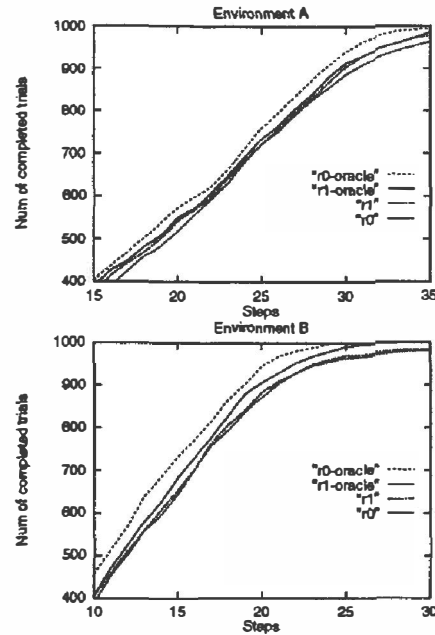 Environment A
1000
900
800
700
600
500
400
Num of completed trials
"r0-oracle"
"r1-oracle"
"r1"
"r0"
15 20 25 30 35
Steps
Environment B
1000
900
800
700
600
500
400
Num of completed trials
"r0-oracle"
"r1-oracle"
"r1"
"r0"
10 15 20 25 30
Steps